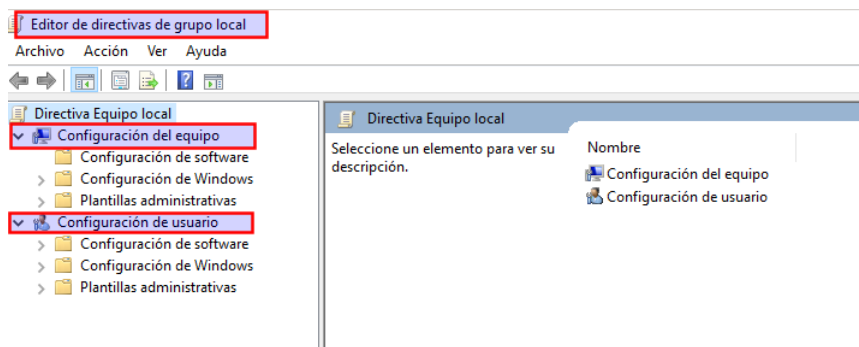 Editor de directivas de grupo local
Archivo Acción Ver Ayuda
Directiva Equipo local
Configuración del equipo
Configuración de software
Configuración de Windows
Plantillas administrativas
Configuración de usuario
Configuración de software
Configuración de Windows
Plantillas administrativas
Directiva Equipo local
Seleccione un elemento para ver su
descripción.
Nombre
Configuración del equipo
Configuración de usuario